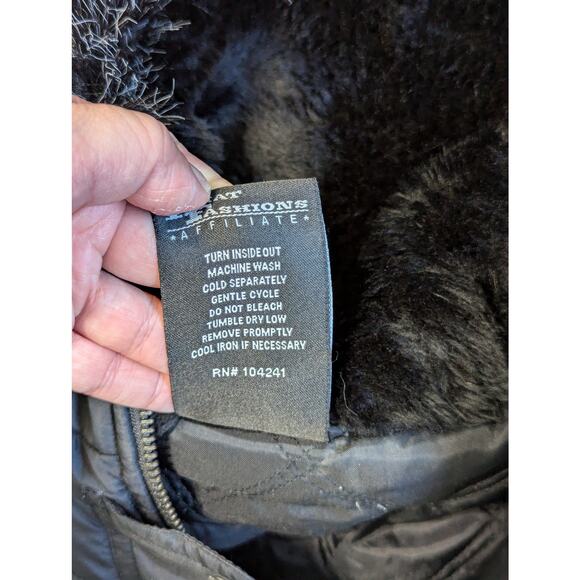 FASHIONS
*AFFILIATE*
TURN INSIDE OUT
MACHINE WASH
COLD SEPARATELY
GENTLE CYCLE
DO NOT BLEACH
TUMBLE DRY LOW
REMOVE PROMPTLY
COOL IRON IF NECESSARY
RN# 104241